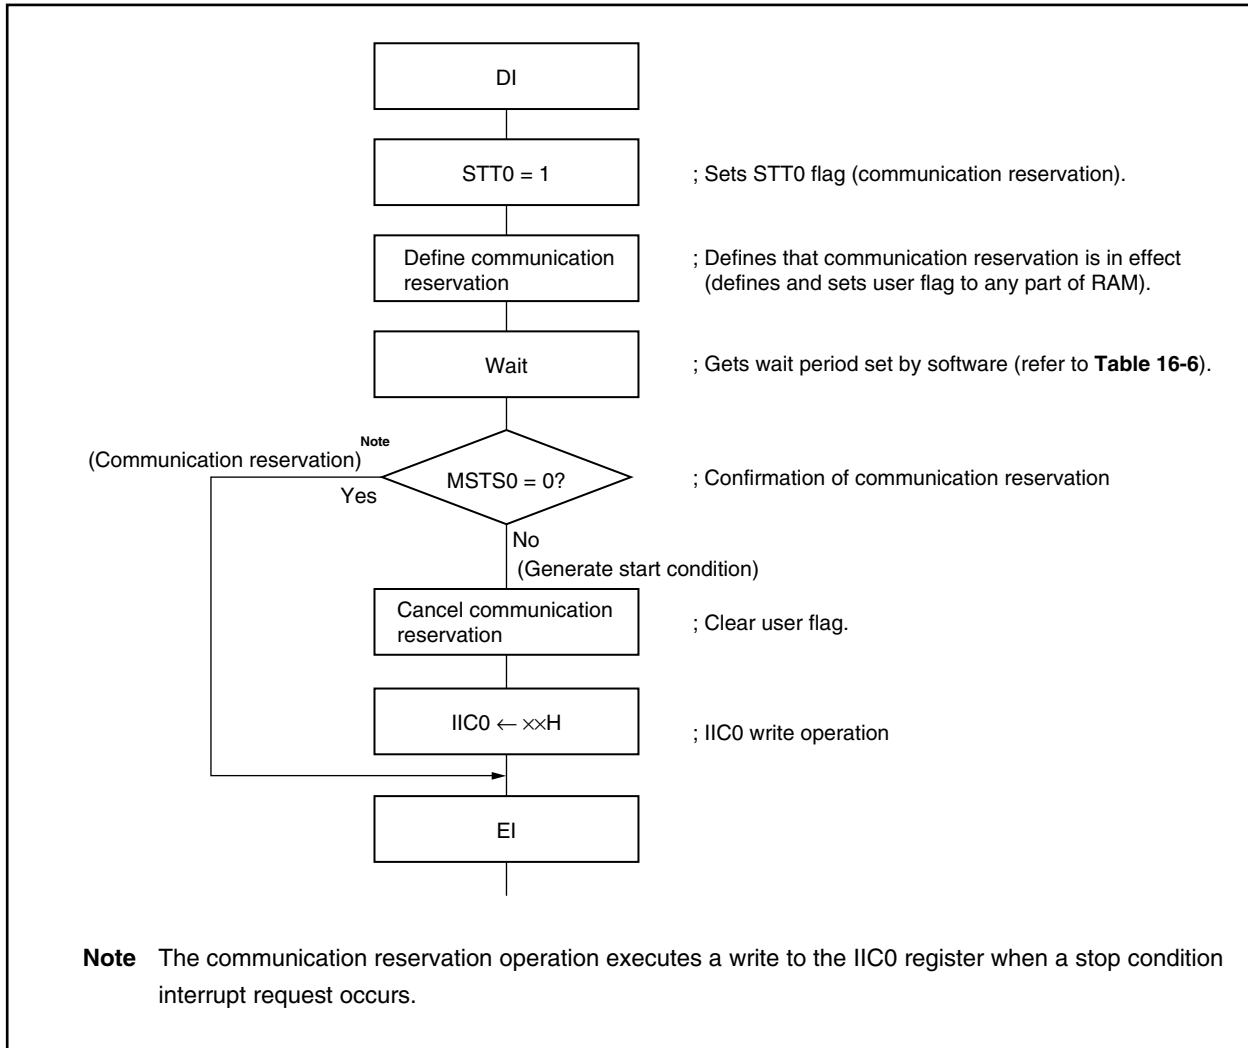 DI
STT0 = 1
; Sets STT0 flag (communication reservation).
Define communication
reservation
; Defines that communication reservation is in effect
(defines and sets user flag to any part of RAM).
Wait
; Gets wait period set by software (refer to Table 16-6).
(Communication reservation) Note
Yes
MSTS0 = 0?
; Confirmation of communication reservation
No
(Generate start condition)
Cancel communication
reservation
; Clear user flag.
IIC0 ← ××H
; IIC0 write operation
EI
Note The communication reservation operation executes a write to the IIC0 register when a stop condition
interrupt request occurs.